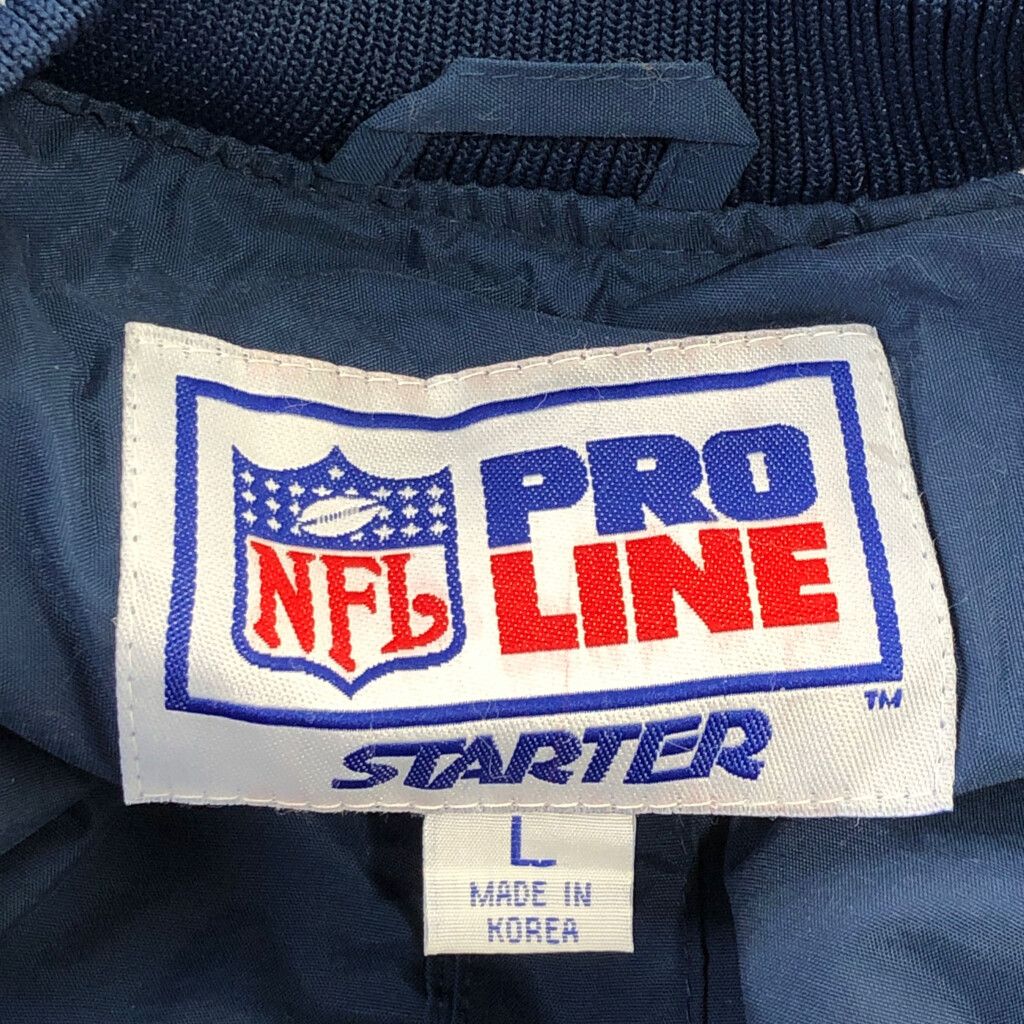 NFL
PRO
LINE
TM
STARTER
L
MADE IN
KOREA